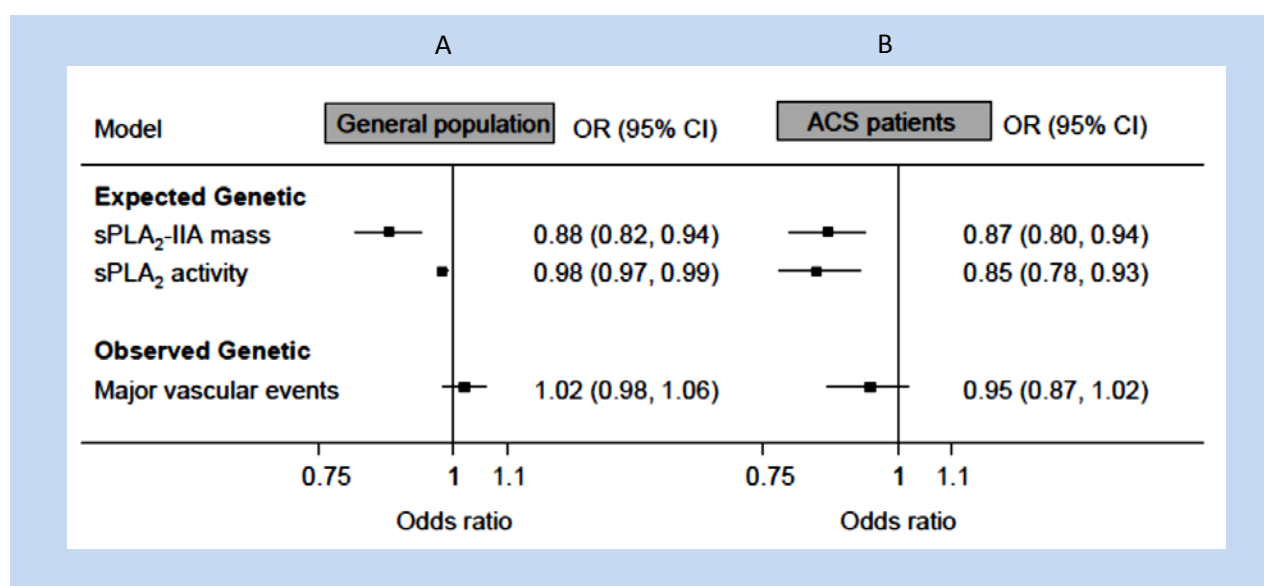 A B
Model General population OR (95% CI) ACS patients OR (95% CI)
Expected Genetic
sPLA₂-IIA mass 0.88 (0.82, 0.94) 0.87 (0.80, 0.94)
sPLA₂ activity 0.98 (0.97, 0.99) 0.85 (0.78, 0.93)
Observed Genetic
Major vascular events 1.02 (0.98, 1.06) 0.95 (0.87, 1.02)
0.75 1 1.1 0.75 1 1.1
Odds ratio Odds ratio